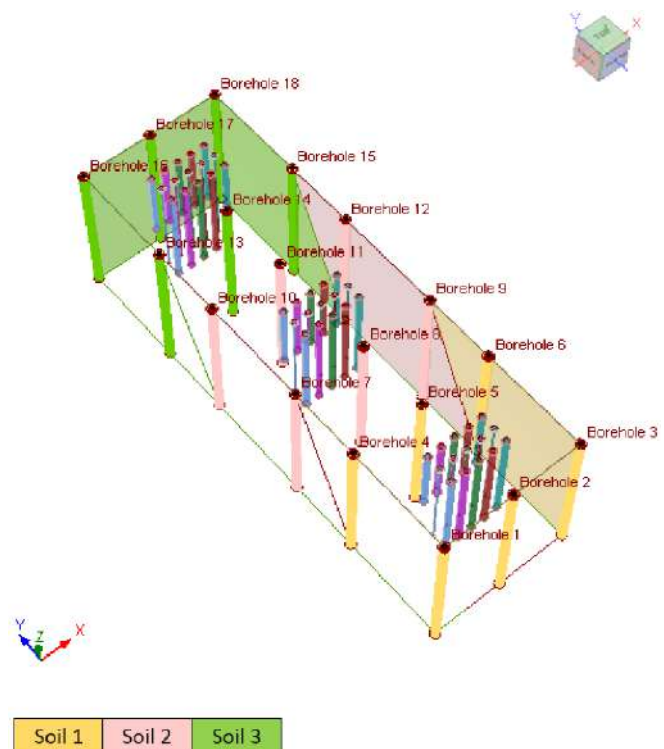 Y
X
Top
Borehole 18
Borehole 17
Borehole 15
Borehole 16
Borehole 14
Borehole 12
Borehole 13
Borehole 11
Borehole 10
Borehole 9
Borehole 8
Borehole 6
Borehole 7
Borehole 5
Borehole 4
Borehole 3
Borehole 2
Borehole 1
Y
Z
X
Soil 1 Soil 2 Soil 3